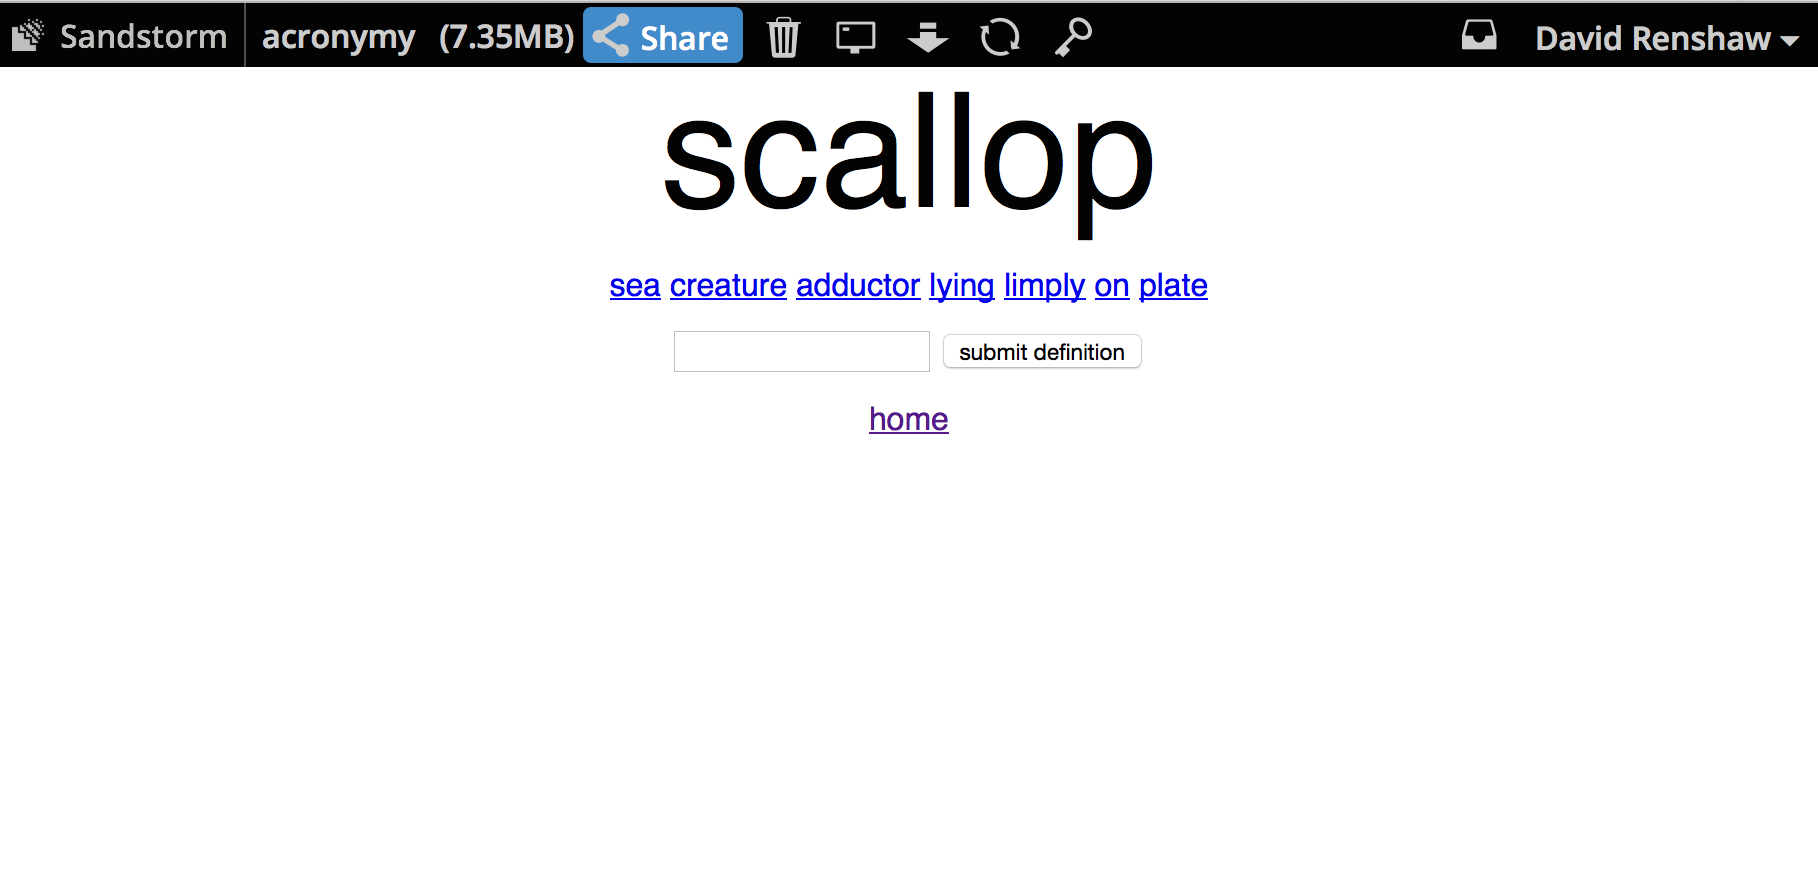 Sandstorm acronymy (7.35MB) Share David Renshaw
scallop
sea creature adductor lying limply on plate
submit definition
home